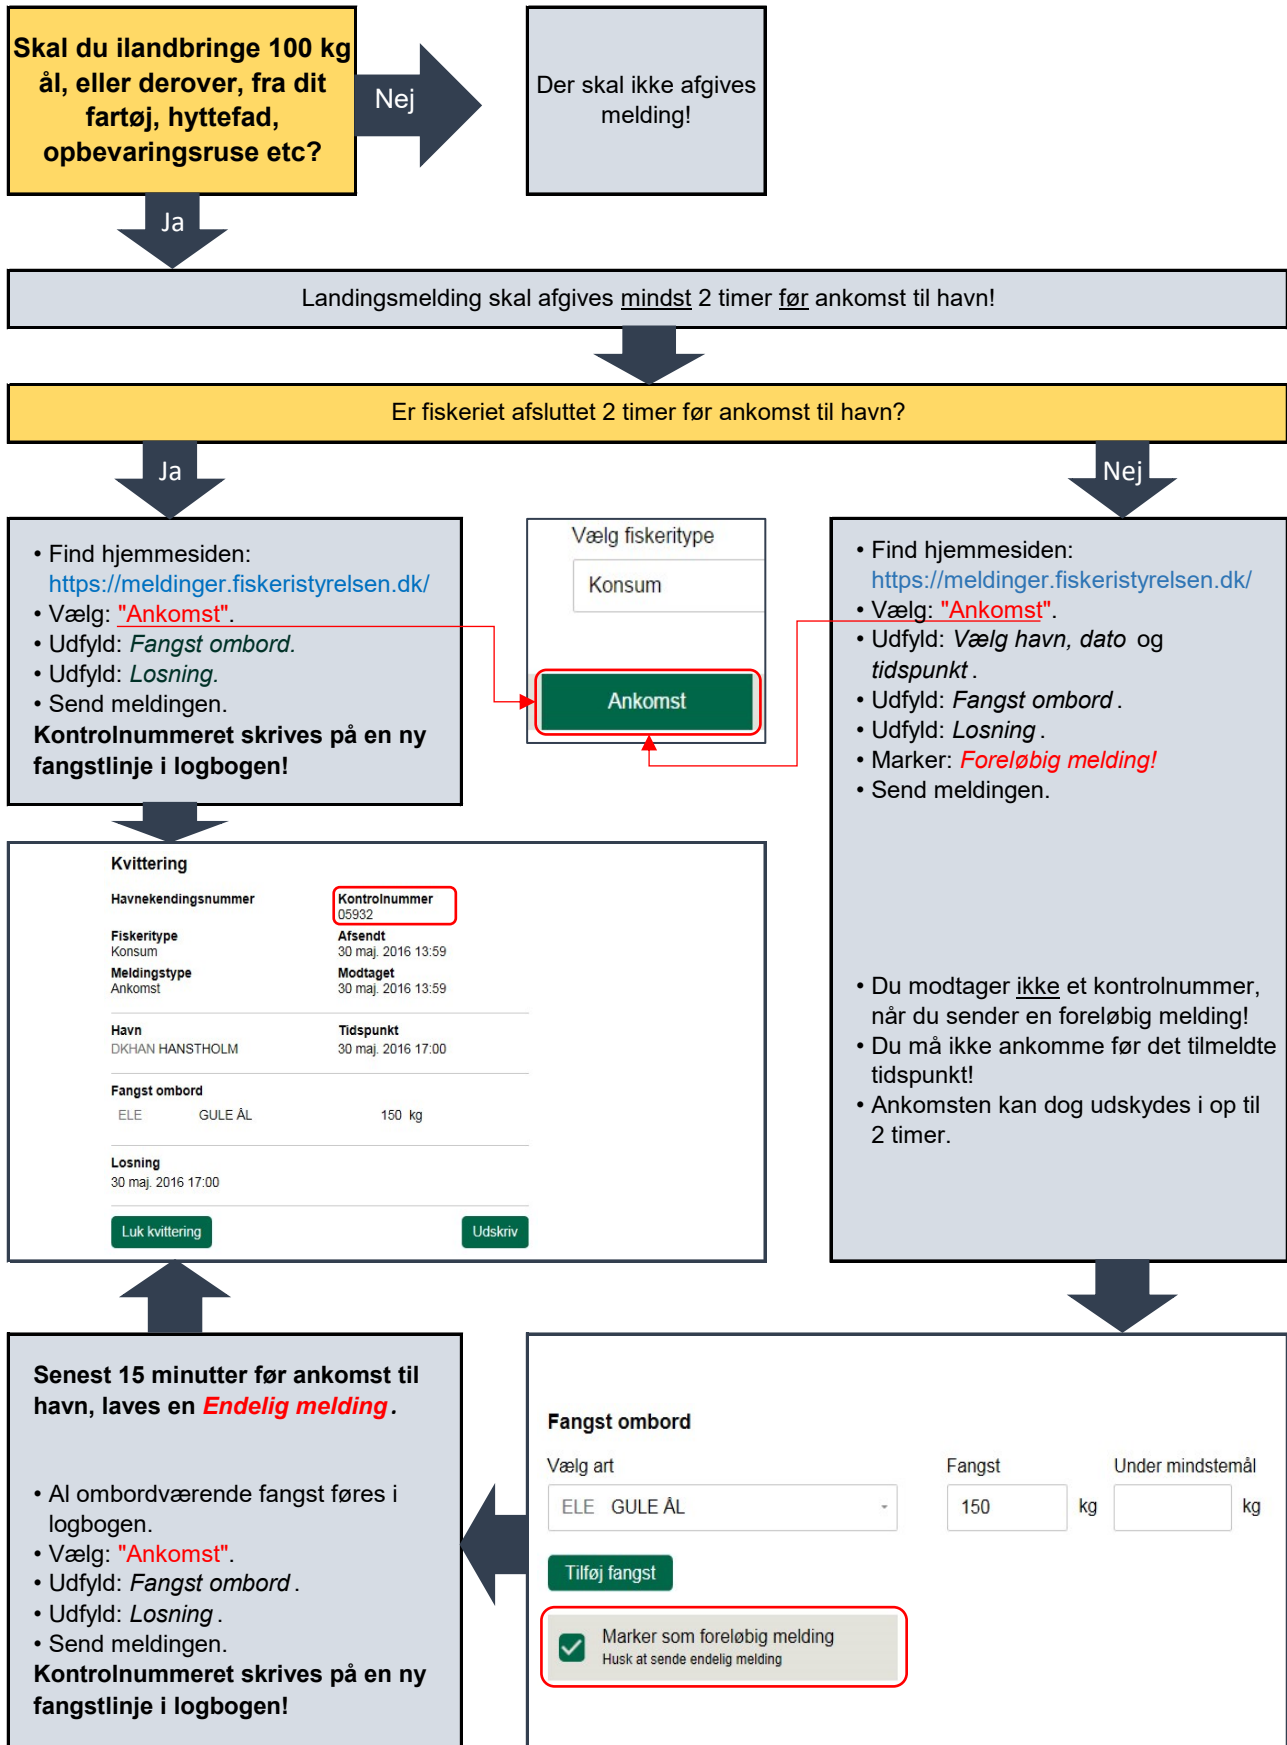 Skal du ilandbringe 100 kg
ål, eller derover, fra dit
fartøj, hyttefad,
opbevaringsruse etc?
Nej
Der skal ikke afgives
melding!
Ja
Landingsmelding skal afgives mindst 2 timer før ankomst til havn!
Er fiskeriet afsluttet 2 timer før ankomst til havn?
Ja
Nej
• Find hjemmesiden:
https://meldinger.fiskeristyrelsen.dk/
• Vælg: "Ankomst".
• Udfyld: Fangst ombord.
• Udfyld: Losning.
• Send meldingen.
Kontrolnummeret skrives på en ny
fangstlinje i logbogen!
Vælg fiskeritype
Konsum
Ankomst
• Find hjemmesiden:
https://meldinger.fiskeristyrelsen.dk/
• Vælg: "Ankomst".
• Udfyld: Vælg havn, dato og
tidspunkt.
• Udfyld: Fangst ombord.
• Udfyld: Losning.
• Marker: Foreløbig melding!
• Send meldingen.
• Du modtager ikke et kontrolnummer,
når du sender en foreløbig melding!
• Du må ikke ankomme før det tilmeldte
tidspunkt!
• Ankomsten kan dog udskydes i op til
2 timer.
Kvittering
Havnekendingsnummer
Kontrolnummer
05932
Fiskeritype
Konsum
Afsendt
30 maj. 2016 13:59
Meldingstype
Ankomst
Modtaget
30 maj. 2016 13:59
Havn
DKHAN HANSTHOLM
Tidspunkt
30 maj. 2016 17:00
Fangst ombord
ELE GULE ÅL 150 kg
Losning
30 maj. 2016 17:00
Luk kvittering
Udskriv
Senest 15 minutter før ankomst til
havn, laves en Endelig melding.
• Al ombordværende fangst føres i
logbogen.
• Vælg: "Ankomst".
• Udfyld: Fangst ombord.
• Udfyld: Losning.
• Send meldingen.
Kontrolnummeret skrives på en ny
fangstlinje i logbogen!
Fangst ombord
Vælg art Fangst Under mindstemål
ELE GULE ÅL 150 kg kg
Tilføj fangst
Marker som foreløbig melding
Husk at sende endelig melding